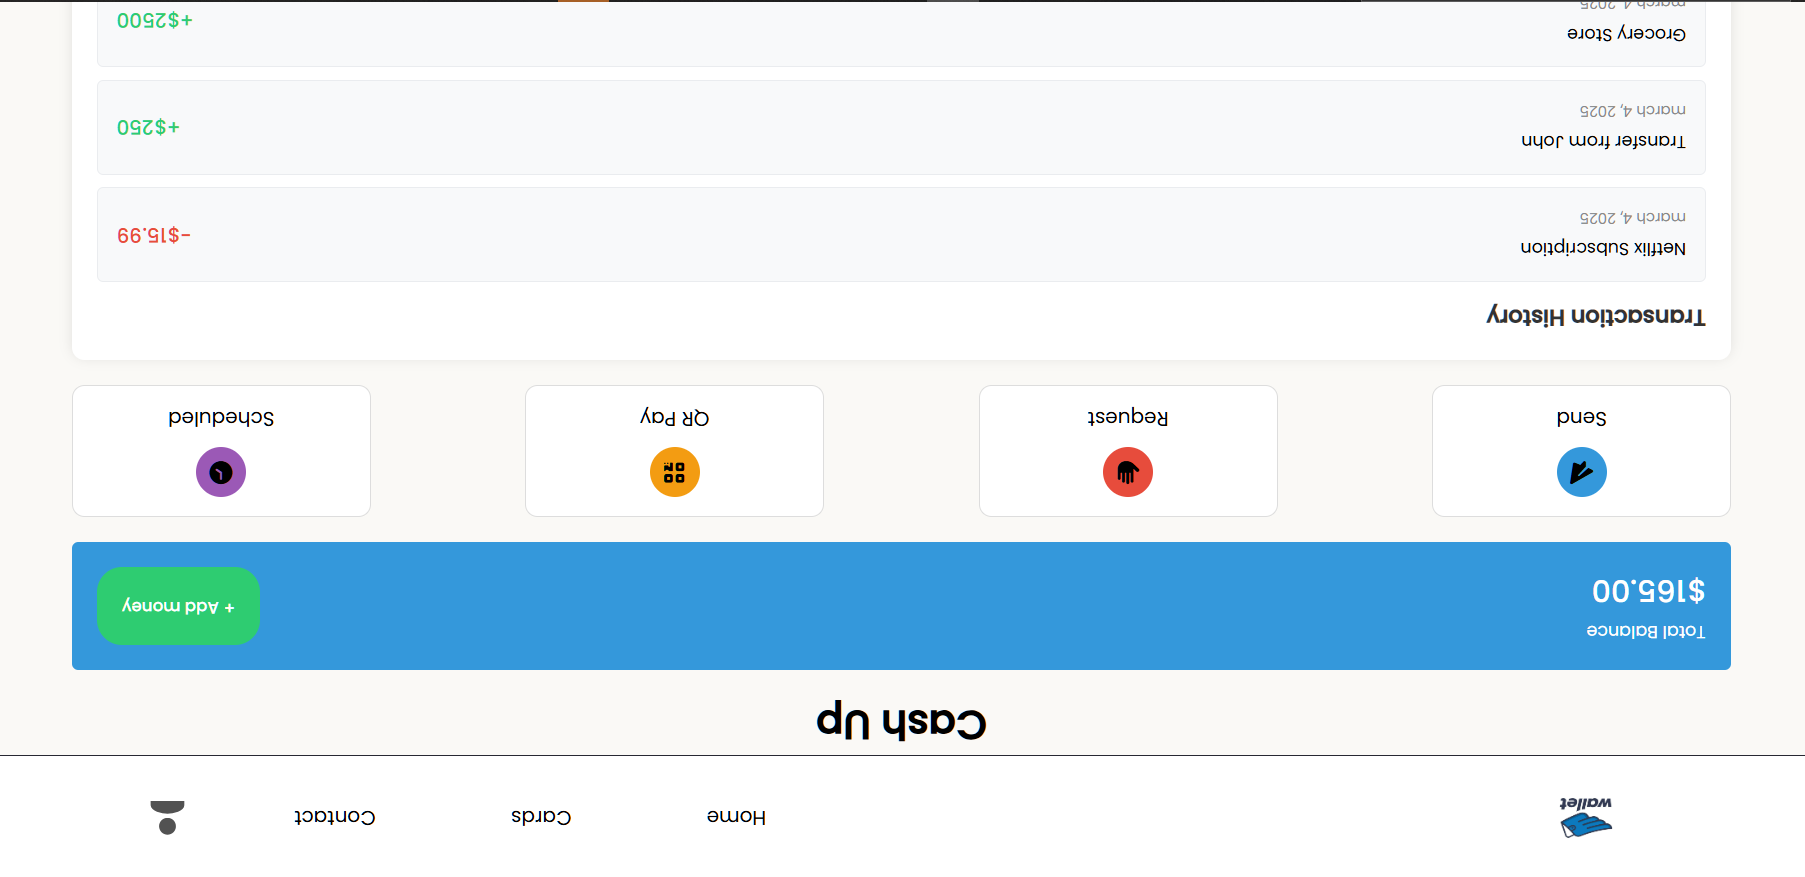 wallet
Home
Cards
Contact
Cash Up
Total Balance
$165.00
+ Add money
Send
Request
QR Pay
Scheduled
Transaction History
Netflix Subscription
march 4, 2025
-$15.99
Transfer from John
march 4, 2025
+$250
Grocery Store
march 4, 2025
+$2500